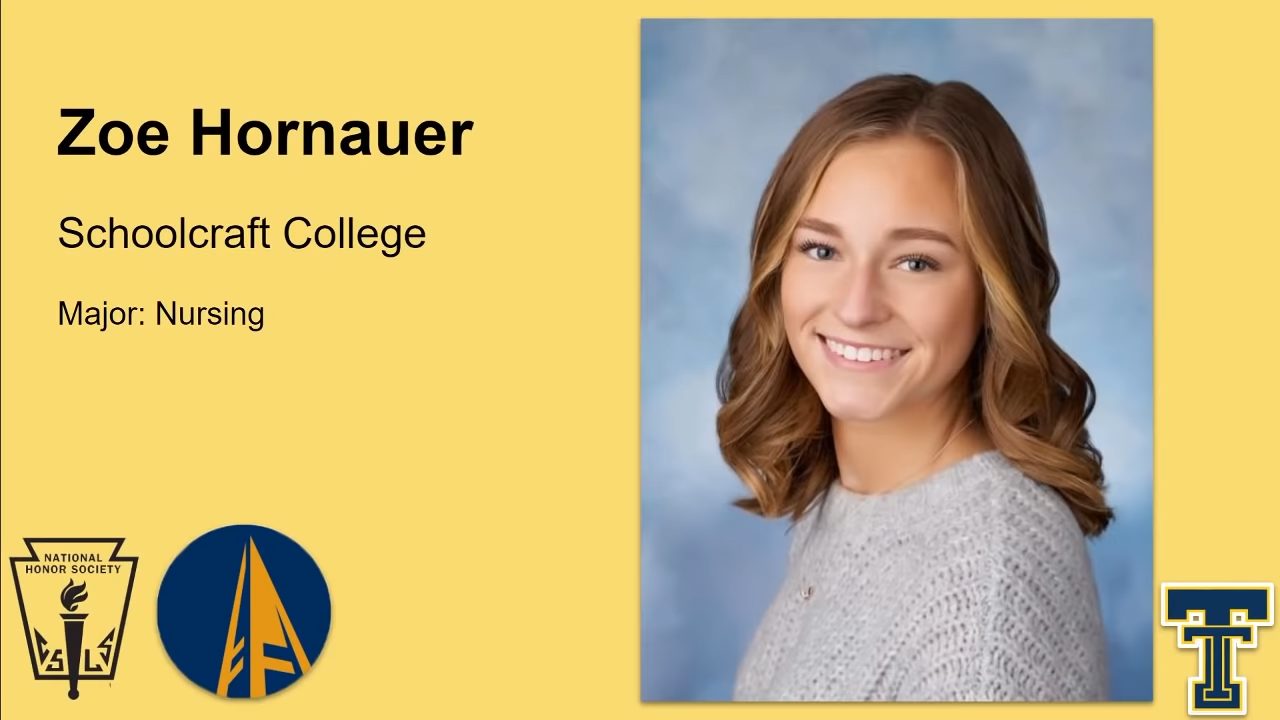 Zoe Hornauer
Schoolcraft College
Major: Nursing
NATIONAL
HONOR SOCIETY
S L S
T